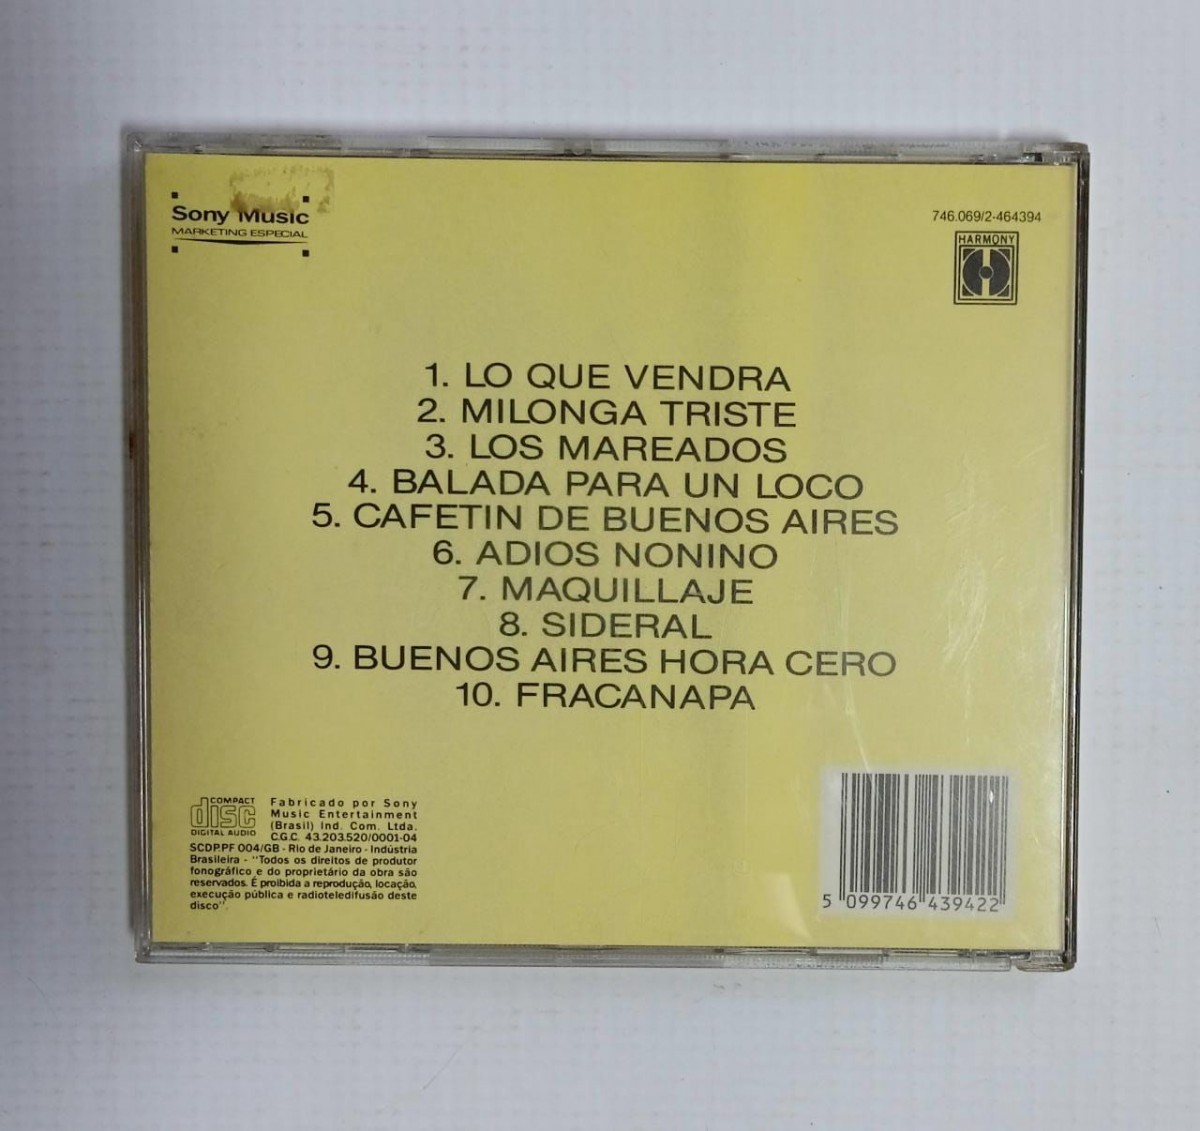 Sony Music
MARKETING ESPECIAL
746.069/2-464394
HARMONY
1. LO QUE VENDRA
2. MILONGA TRISTE
3. LOS MAREADOS
4. BALADA PARA UN LOCO
5. CAFETIN DE BUENOS AIRES
6. ADIOS NONINO
7. MAQUILLAJE
8. SIDERAL
9. BUENOS AIRES HORA CERO
10. FRACANAPA
COMPACT
disc
DIGITAL AUDIO
Fabricado por Sony
Music Entertainment
(Brasil) Ind. Com. Ltda.
C.G.C. 43.203.520/0001-04
SCDP.PF 004/GB - Rio de Janeiro - Indústria
Brasileira - "Todos os direitos de produtor
fonográfico e do proprietário da obra são
reservados. É proibida a reprodução, locação,
execução pública e radioteledifusão deste
disco".
5 099746 439422